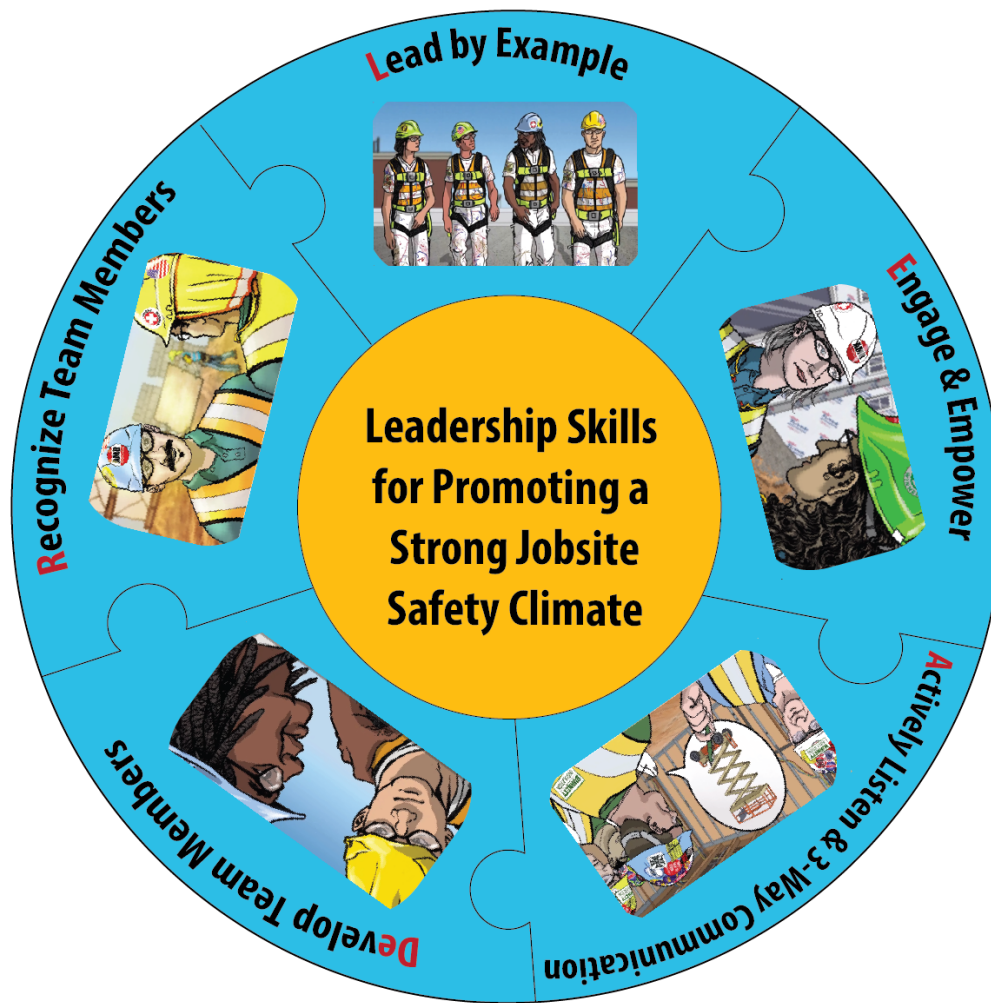 Lead by Example
Engage & Empower
Actively Listen & 3-Way Communication
Develop Team Members
Recognize Team Members
Leadership Skills
for Promoting a
Strong Jobsite
Safety Climate